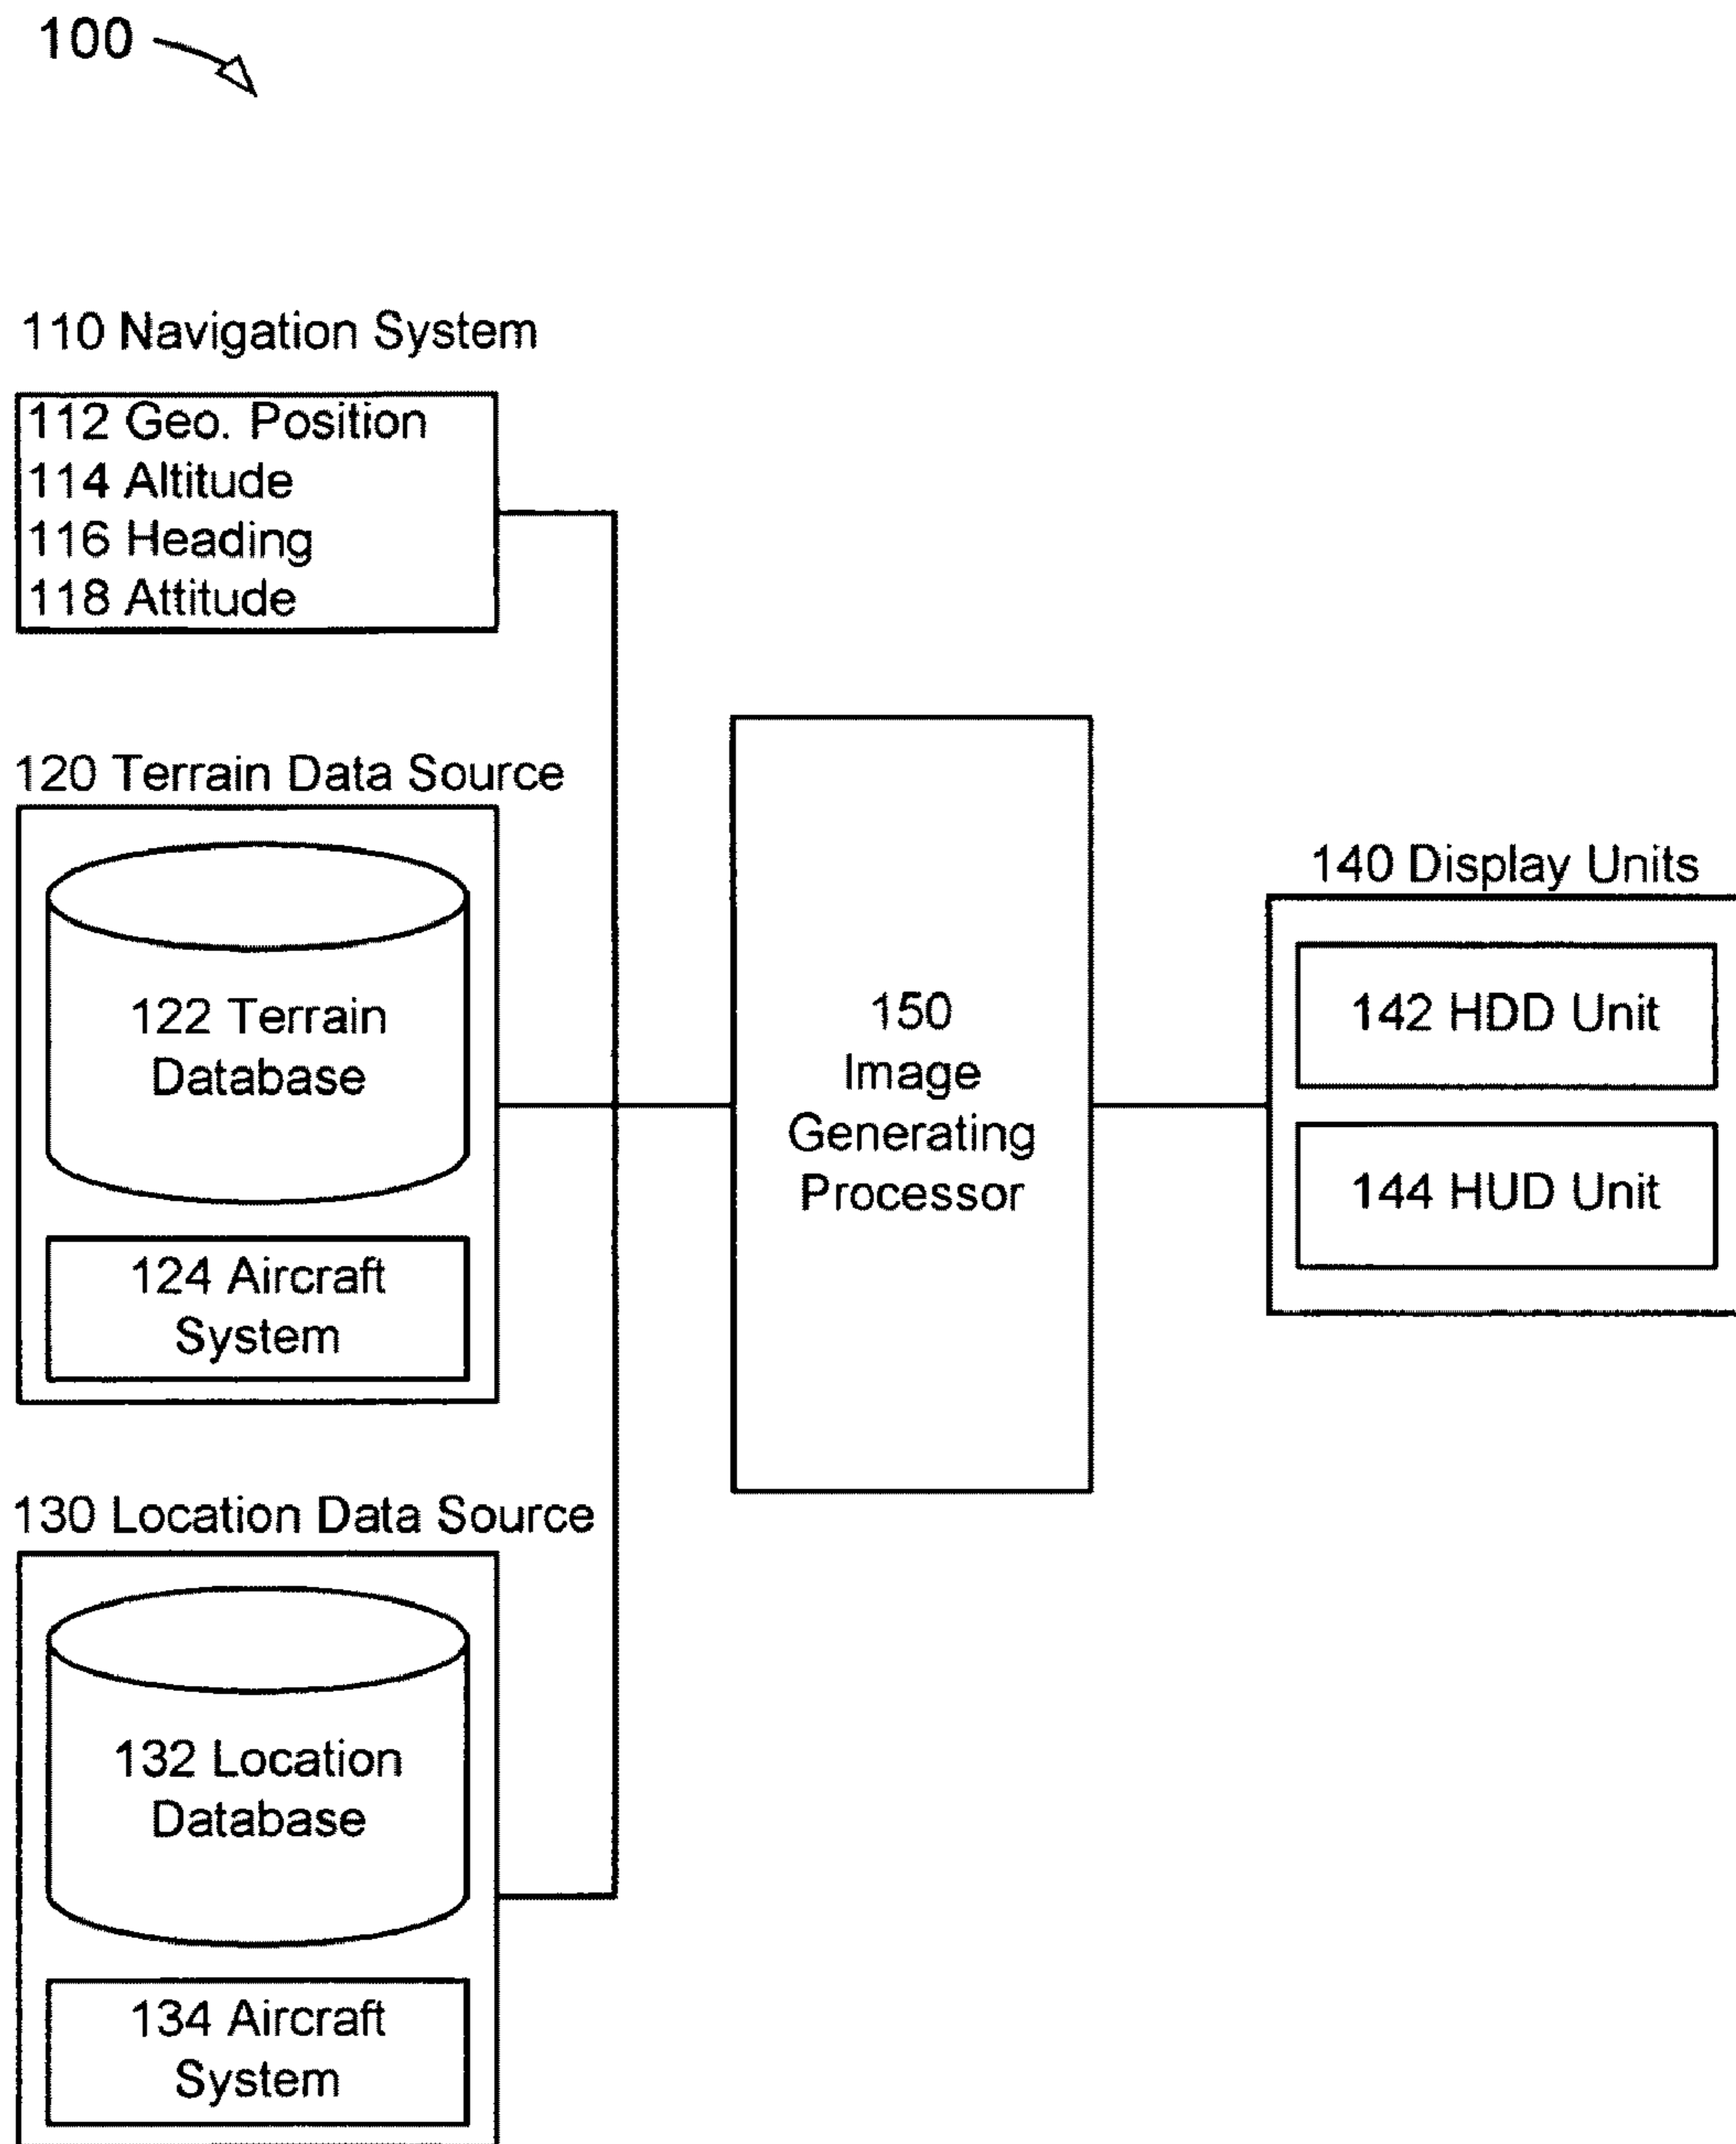 100
110 Navigation System
112 Geo. Position
114 Altitude
116 Heading
118 Attitude
120 Terrain Data Source
122 Terrain
Database
124 Aircraft
System
130 Location Data Source
132 Location
Database
134 Aircraft
System
150
Image
Generating
Processor
140 Display Units
142 HDD Unit
144 HUD Unit